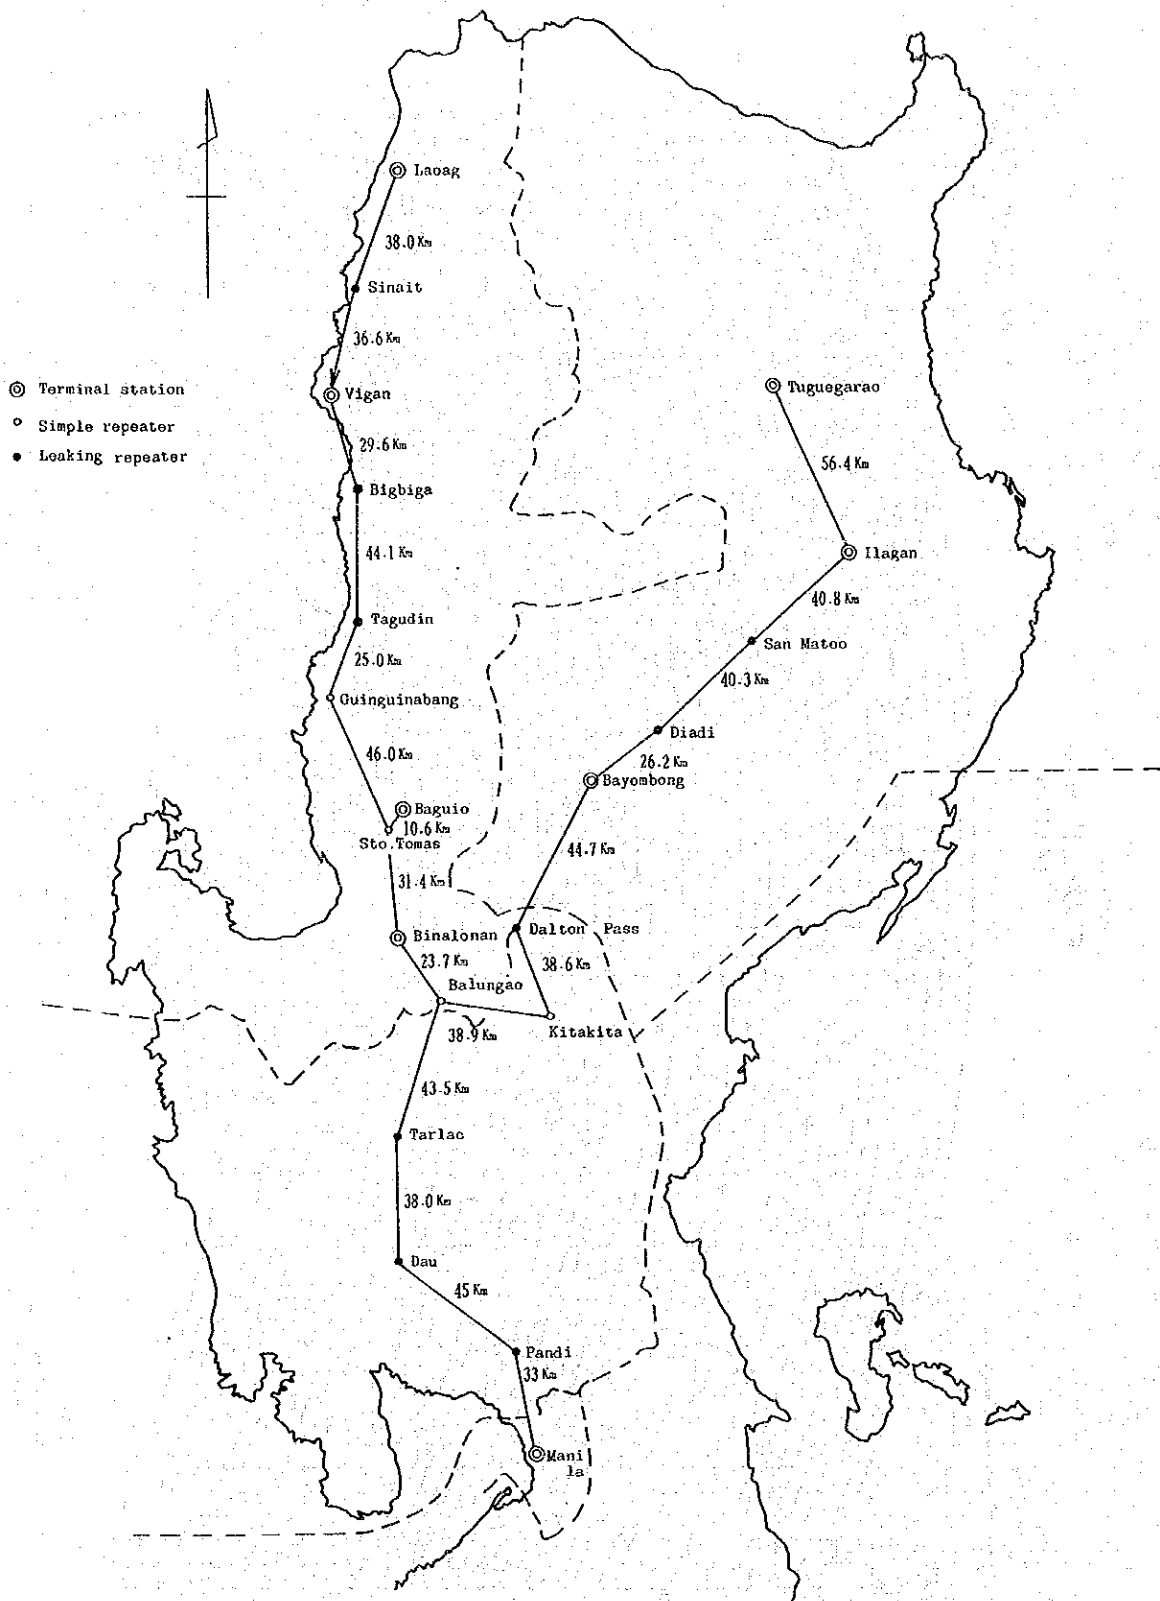 Laoag
38.0 Km
Sinait
36.6 Km
Vigan
Terminal station
Simple repeater
Leaking repeater
29.6 Km
Bigbiga
44.1 Km
Tagudin
25.0 Km
Guinguinabang
46.0 Km
Baguio
10.6 Km
Sto.Tomas
31.4 Km
Binalonan
23.7 Km
Balungao
38.9 Km
Kitakita
38.6 Km
Dalton Pass
44.7 Km
Bayombong
26.2 Km
Diadi
40.3 Km
San Matoo
40.8 Km
Ilagan
56.4 Km
Tuguegarao
43.5 Km
Tarlac
38.0 Km
Dau
45 Km
Pandi
33 Km
Mani
la